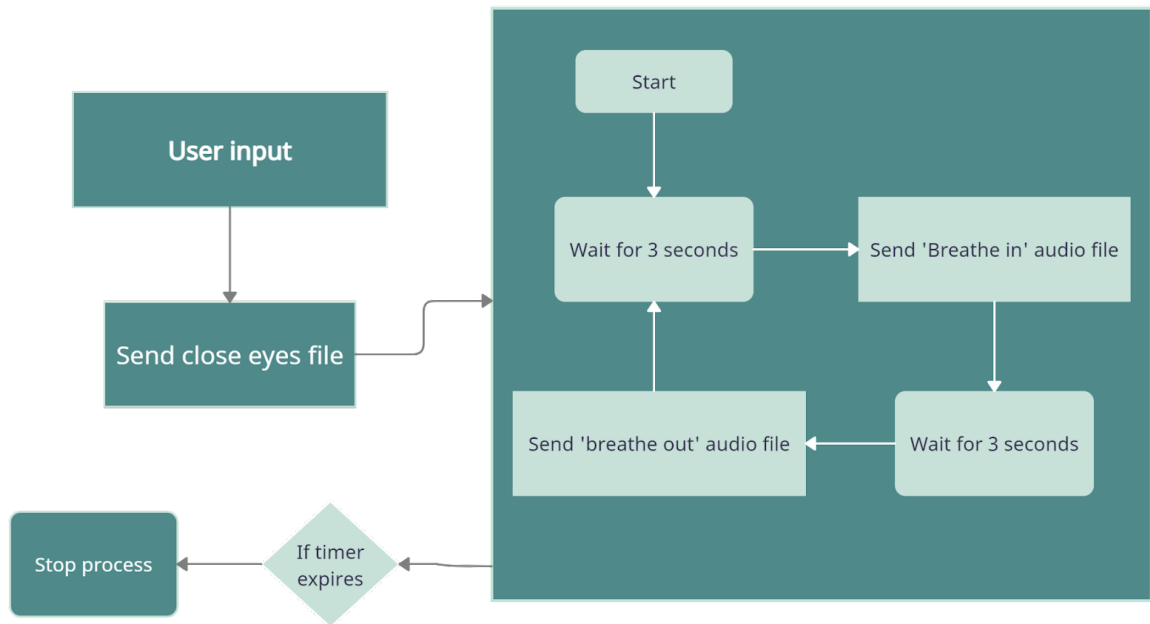 User input
Send close eyes file
Start
Wait for 3 seconds
Send 'Breathe in' audio file
Wait for 3 seconds
Send 'breathe out' audio file
If timer
expires
Stop process